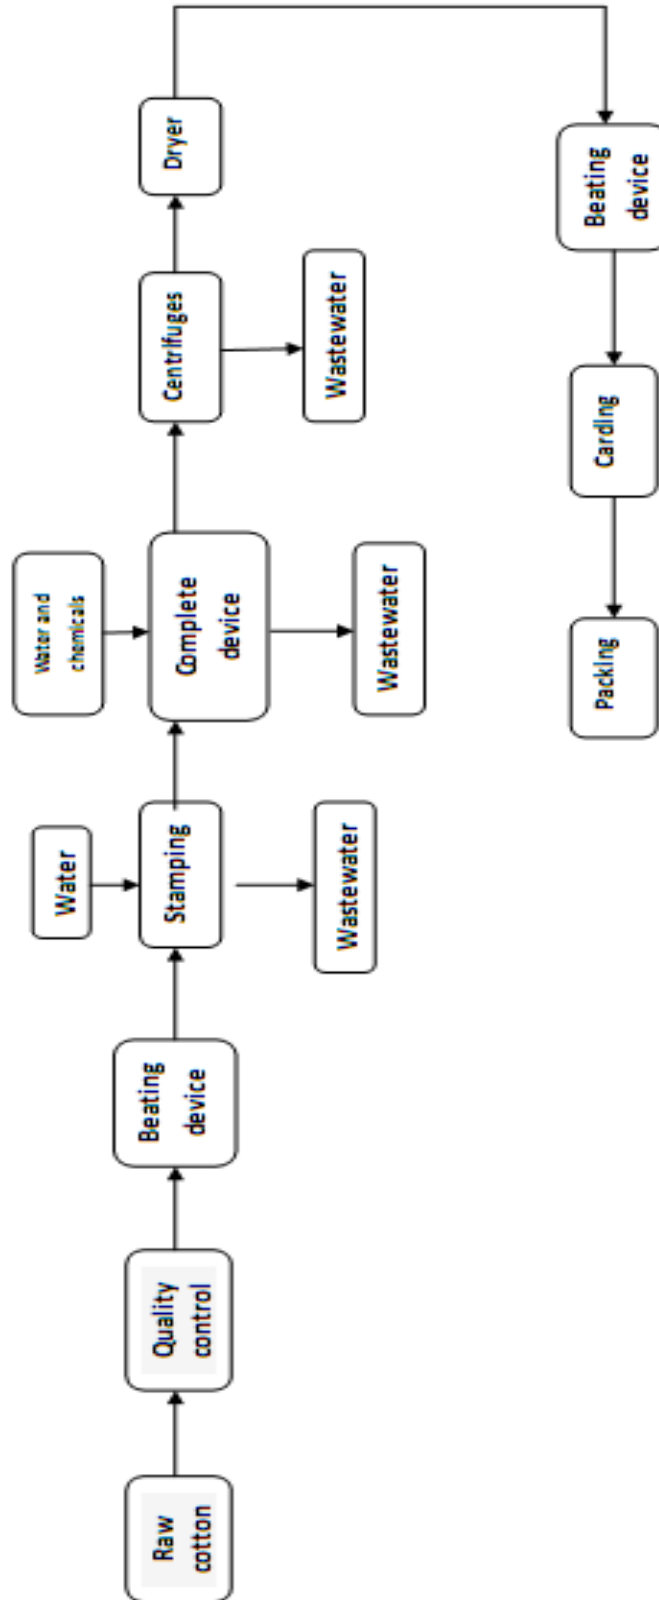 Raw
cotton
Quality
control
Beating
device
Water
Stamping
Wastewater
Water and
chemicals
Complete
device
Wastewater
Centrifuges
Wastewater
Dryer
Beating
device
Carding
Packing